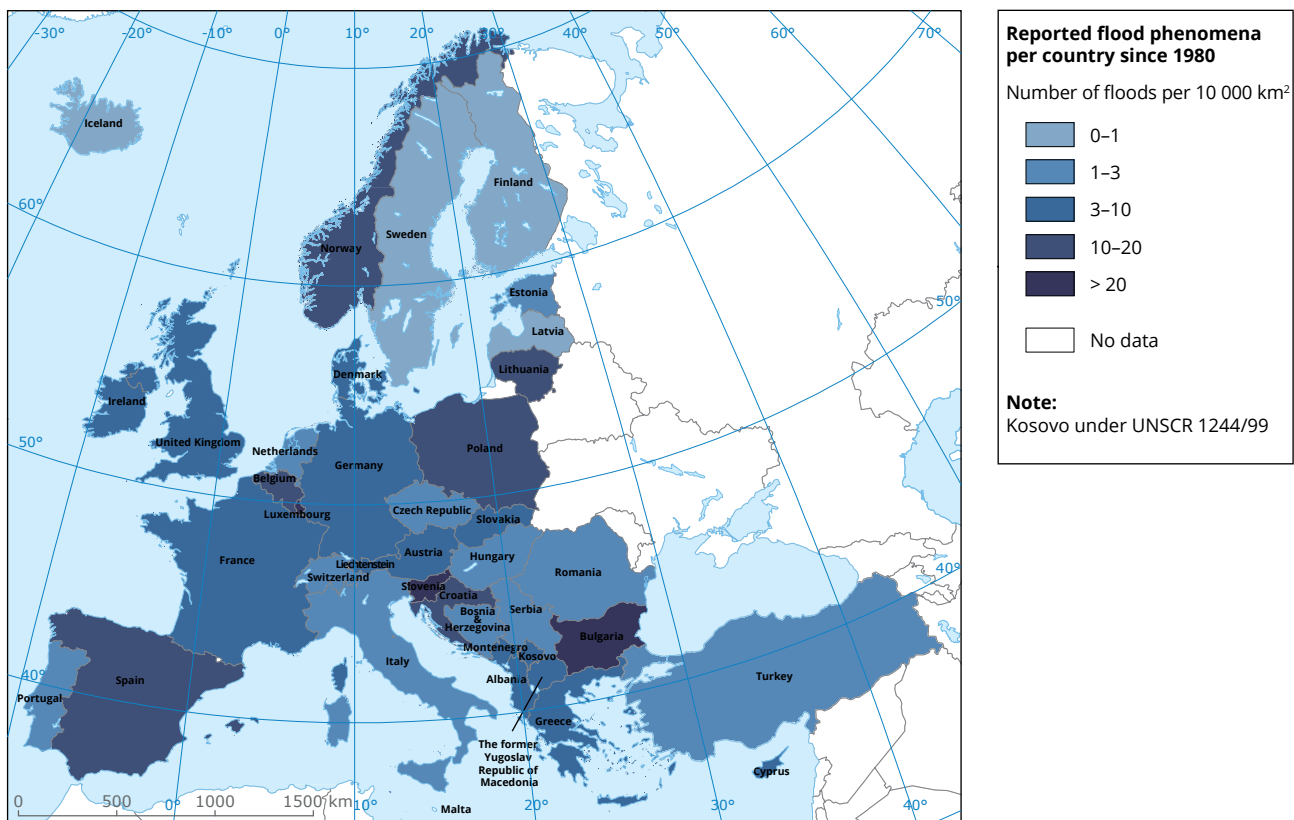 -30°
-20°
-10°
0°
10°
20°
30°
40°
50°
60°
70°
Iceland
Finland
60°
Sweden
Norway
Estonia
50°
Latvia
Lithuania
Denmark
Ireland
50°
United Kingdom
Netherlands
Poland
Germany
Belgium
Luxembourg
Czech Republic
Slovakia
France
Austria
Hungary
Liechtenstein
Switzerland
Romania
40°
Slovenia
Croatia
Serbia
Bosnia
&
Herzegovina
Bulgaria
Montenegro
Kosovo
Italy
40°
Spain
Portugal
Albania
Turkey
Greece
The former
Yugoslav
Republic of
Macedonia
Cyprus
Malta
0 500 1000 1500 km
0°
10°
20°
30°
40°
Reported flood phenomena
per country since 1980
Number of floods per 10 000 km²
0–1
1–3
3–10
10–20
> 20
No data
Note:
Kosovo under UNSCR 1244/99